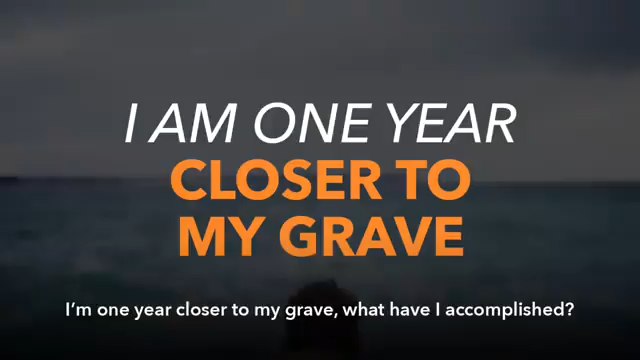 I AM ONE YEAR
CLOSER TO
MY GRAVE
I'm one year closer to my grave, what have I accomplished?